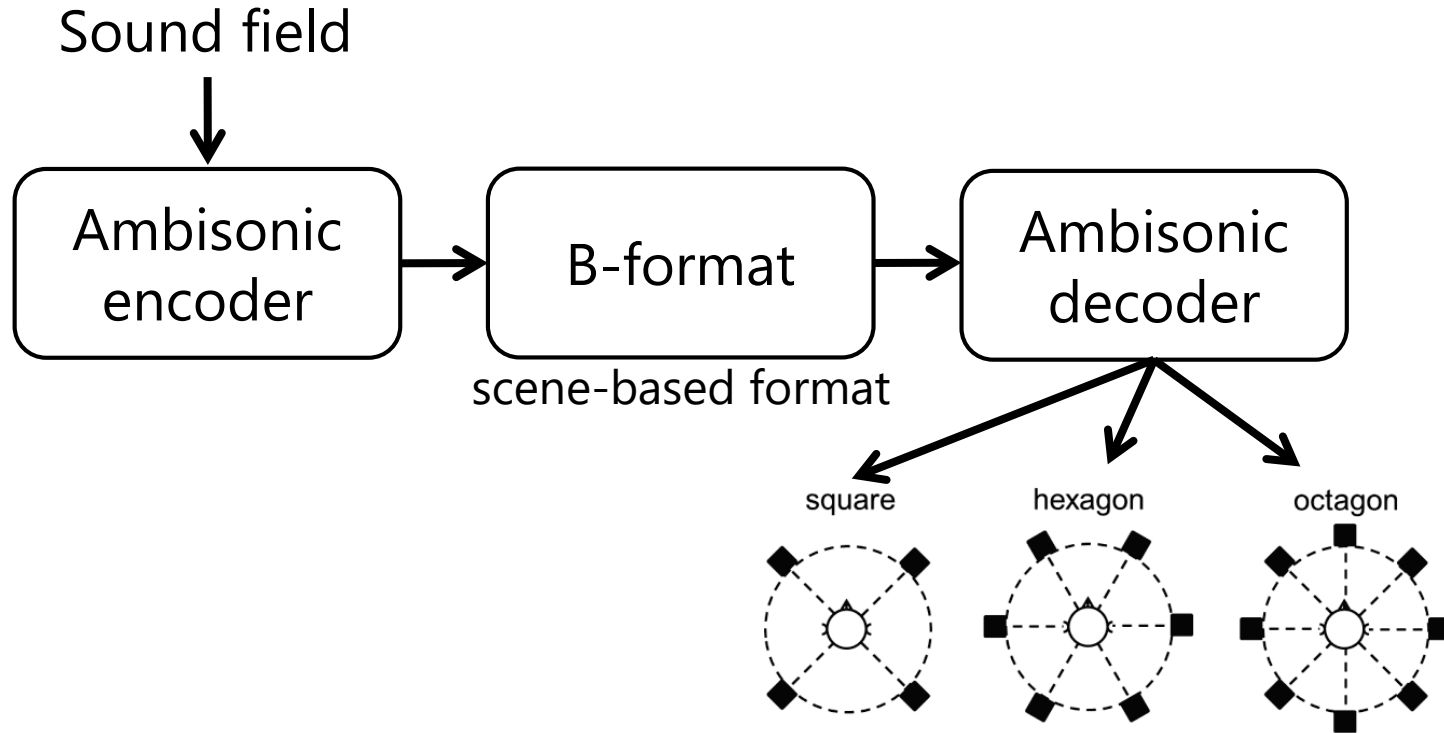 Sound field
Ambisonic
encoder
B-format
Ambisonic
decoder
scene-based format
square
hexagon
octagon